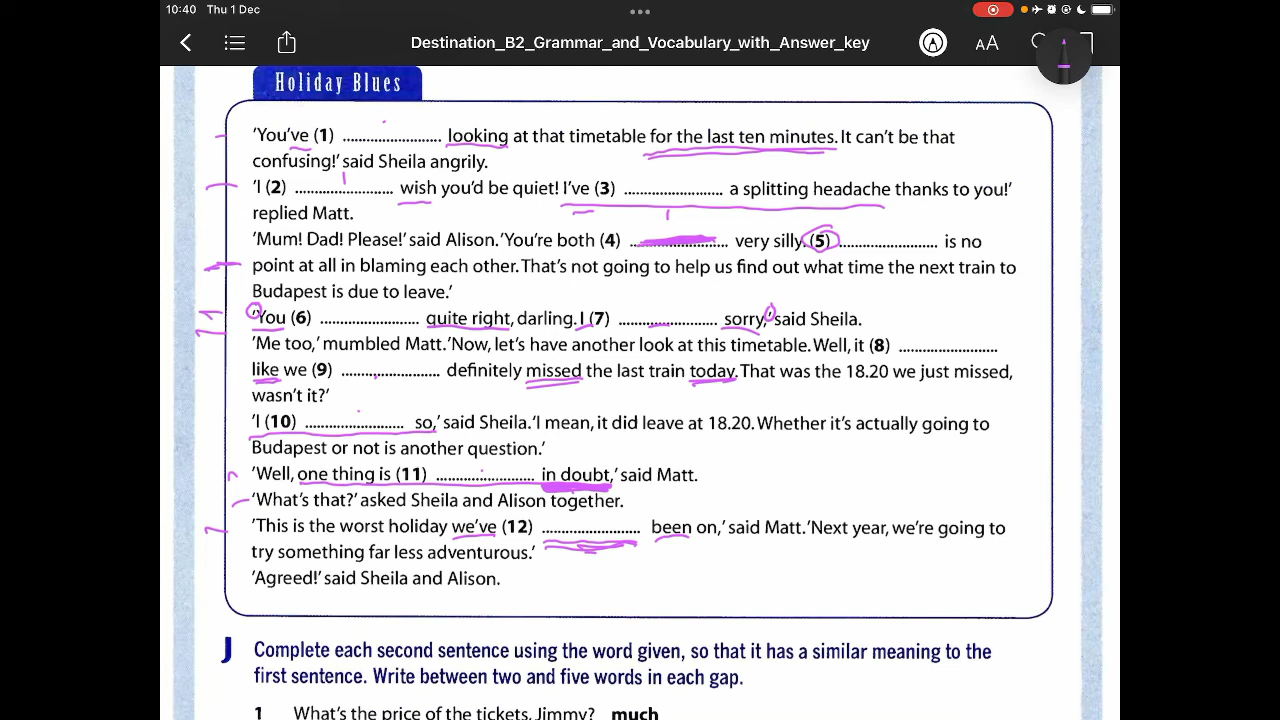 10:40 Thu 1 Dec
Destination_B2_Grammar_and_Vocabulary_with_Answer_key
AA
Holiday Blues
'You've (1) .............................. looking at that timetable for the last ten minutes. It can't be that
confusing!' said Sheila angrily.
'I (2) .............................. wish you'd be quiet! I've (3) .............................. a splitting headache thanks to you!'
replied Matt.
'Mum! Dad! Please!' said Alison. 'You're both (4) .............................. very silly. (5) .............................. is no
point at all in blaming each other. That's not going to help us find out what time the next train to
Budapest is due to leave.
'You (6) .............................. quite right, darling. I (7) .............................. sorry,' said Sheila.
'Me too,' mumbled Matt. 'Now, let's have another look at this timetable. Well, it (8) ..............................
like we (9) .............................. definitely missed the last train today. That was the 18.20 we just missed,
wasn't it?'
'I (10) .............................. so,' said Sheila. 'I mean, it did leave at 18.20. Whether it's actually going to
Budapest or not is another question.'
'Well, one thing is (11) .............................. in doubt,' said Matt.
'What's that?' asked Sheila and Alison together.
'This is the worst holiday we've (12) .............................. been on,' said Matt. 'Next year, we're going to
try something far less adventurous.'
'Agreed!' said Sheila and Alison.
J Complete each second sentence using the word given, so that it has a similar meaning to the
first sentence. Write between two and five words in each gap.
1 What's the price of the tickets, Jimmy? much